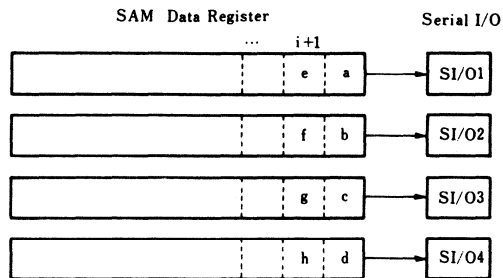 SAM Data Register Serial I/O
... i+1
e a SI/O1
f b SI/O2
g c SI/O3
h d SI/O4